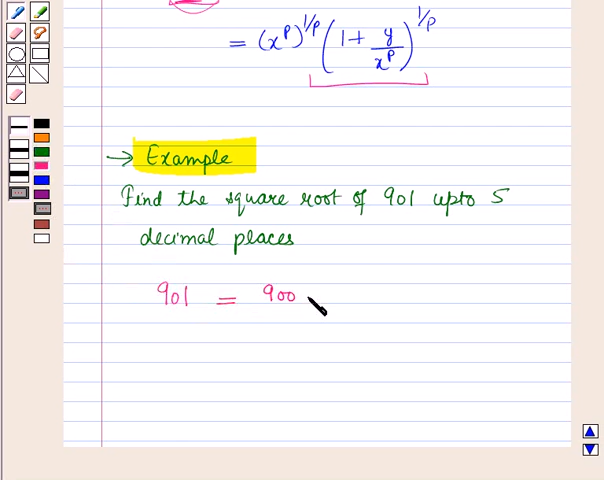 = (x^p)^{1/p} (1 + y/x^p)^{1/p}
→ Example
Find the square root of 901 upto 5
decimal places
901 = 900